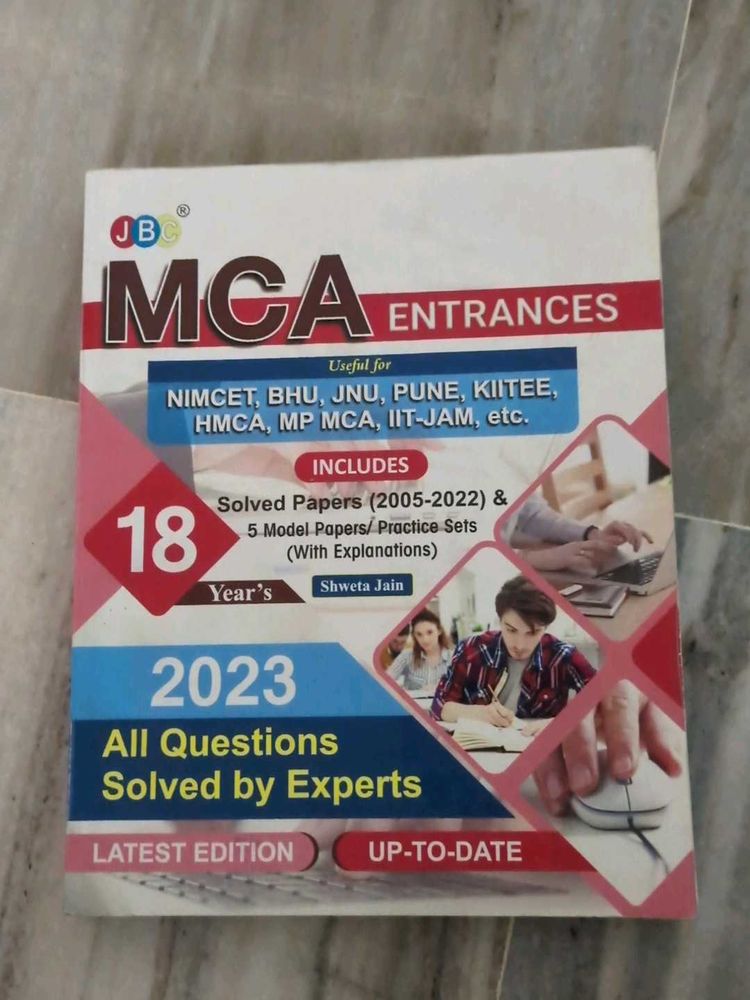 JBC®
MCA ENTRANCES
Useful for
NIMCET, BHU, JNU, PUNE, KIITEE,
HMCA, MP MCA, IIT-JAM, etc.
INCLUDES
18
Year's
Solved Papers (2005-2022) &
5 Model Papers/ Practice Sets
(With Explanations)
Shweta Jain
2023
All Questions
Solved by Experts
LATEST EDITION
UP-TO-DATE